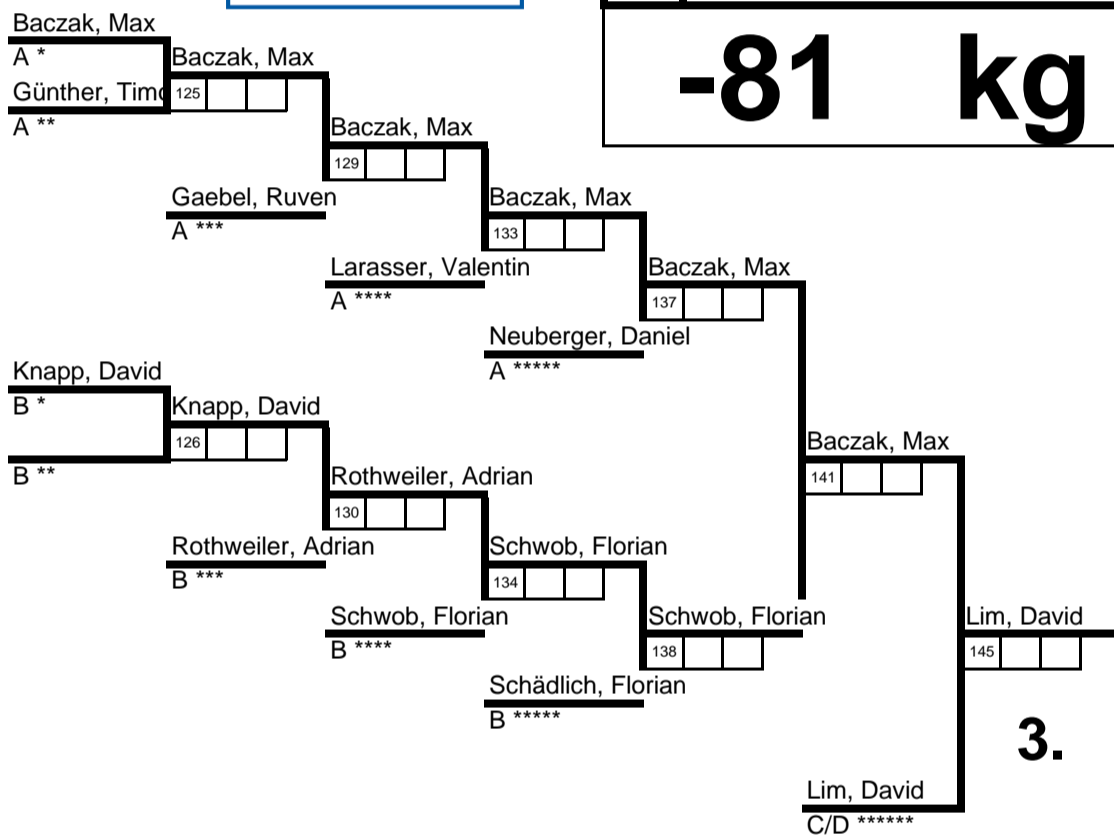 Baczak, Max
A *
Baczak, Max
-81 kg
Günther, Timo
125
A **
Baczak, Max
129
Gaebel, Ruven
A ***
Baczak, Max
133
Larasser, Valentin
A ****
Baczak, Max
137
Neuberger, Daniel
A *****
Knapp, David
B *
Knapp, David
126
B **
Baczak, Max
141
Rothweiler, Adrian
130
Rothweiler, Adrian
B ***
Schwob, Florian
134
Schwob, Florian
B ****
Schwob, Florian
138
Lim, David
145
Schädlich, Florian
B *****
3.
Lim, David
C/D ******